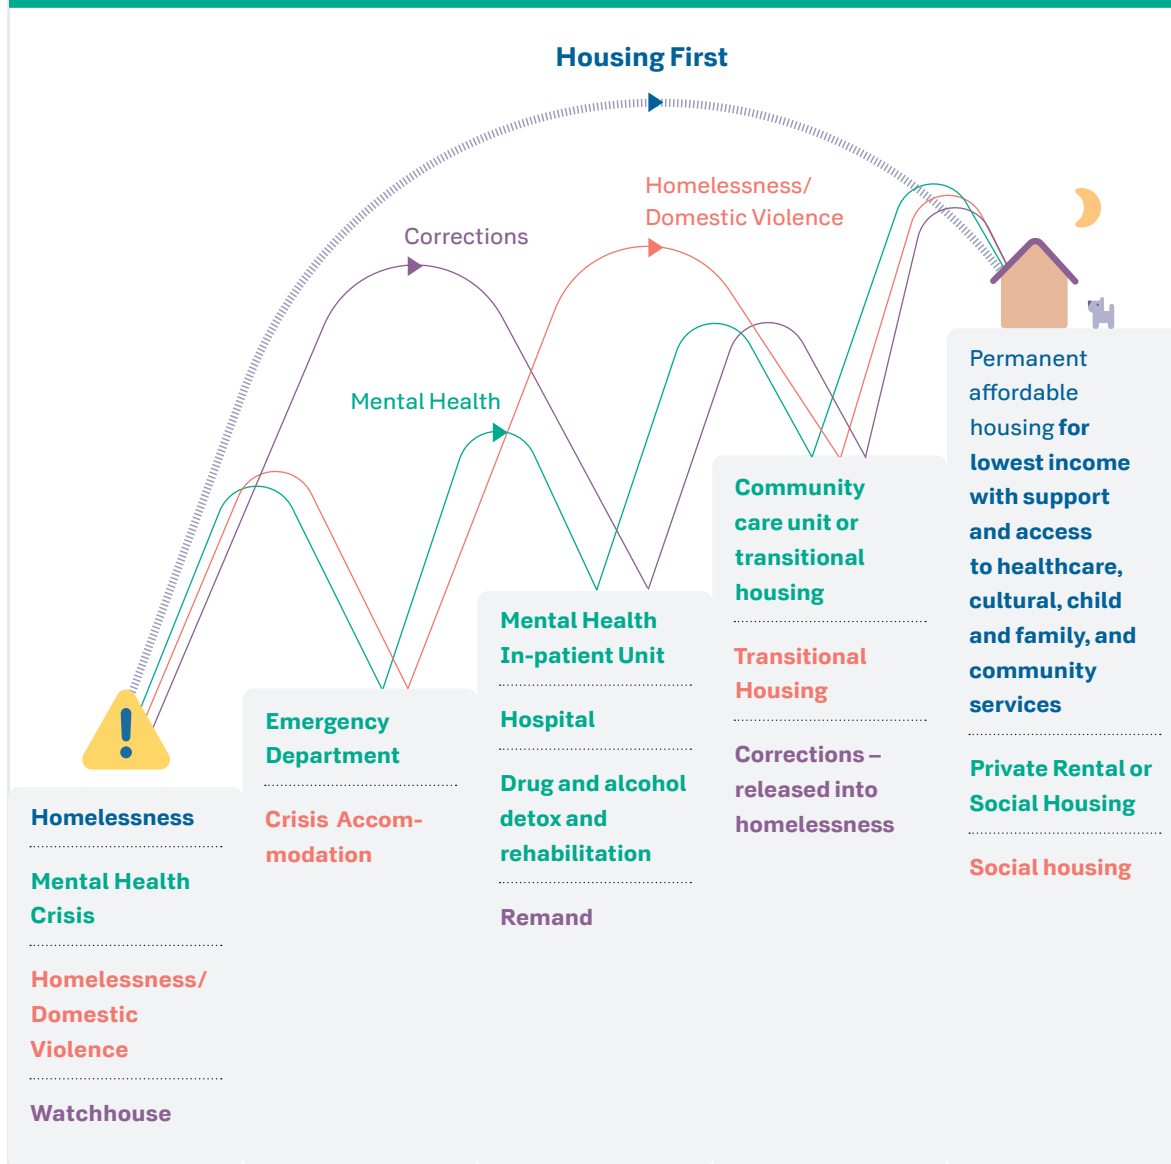 Housing First
Homelessness/
Domestic Violence
Corrections
Mental Health
Homelessness
Mental Health
Crisis
Homelessness/
Domestic
Violence
Watchhouse
Emergency
Department
Crisis Accom-
modation
Mental Health
In-patient Unit
Hospital
Drug and alcohol
detox and
rehabilitation
Remand
Community
care unit or
transitional
housing
Transitional
Housing
Corrections –
released into
homelessness
Permanent
affordable
housing for
lowest income
with support
and access
to healthcare,
cultural, child
and family, and
community
services
Private Rental or
Social Housing
Social housing